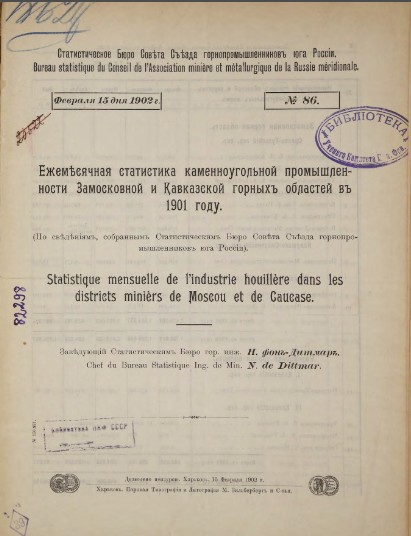 Статистическое Бюро Совѣта Съѣзда горнопромышленниковъ юга Россіи.
Bureau statistique du Conseil de l'Association minière et métallurgique de la Russie méridionale.
Февраля 15 дня 1902 г.
№ 86.
БИБЛІОТЕКА
Ежемѣсячная статистика каменноугольной промышлен-
ности Замосковной и Кавказской горныхъ областей въ
1901 году.
(По свѣдѣніямъ, собраннымъ Статистическимъ Бюро Совѣта Съѣзда горнопро-
мышленниковъ юга Россіи).
Statistique mensuelle de l'industrie houillère dans les
districts miniers de Moscou et de Caucase.
82298
Завѣдующій Статистическимъ Бюро гор. инж. Н. фонъ-Дитмаръ.
Chef du Bureau Statistique Ing. de Min. N. de Dittmar.
Дозволено цензурою. Харьковъ, 15 Февраля 1902 г.
Харьковъ. Паровая Типографія и Литографія М. Зильбербергъ и С-вья.